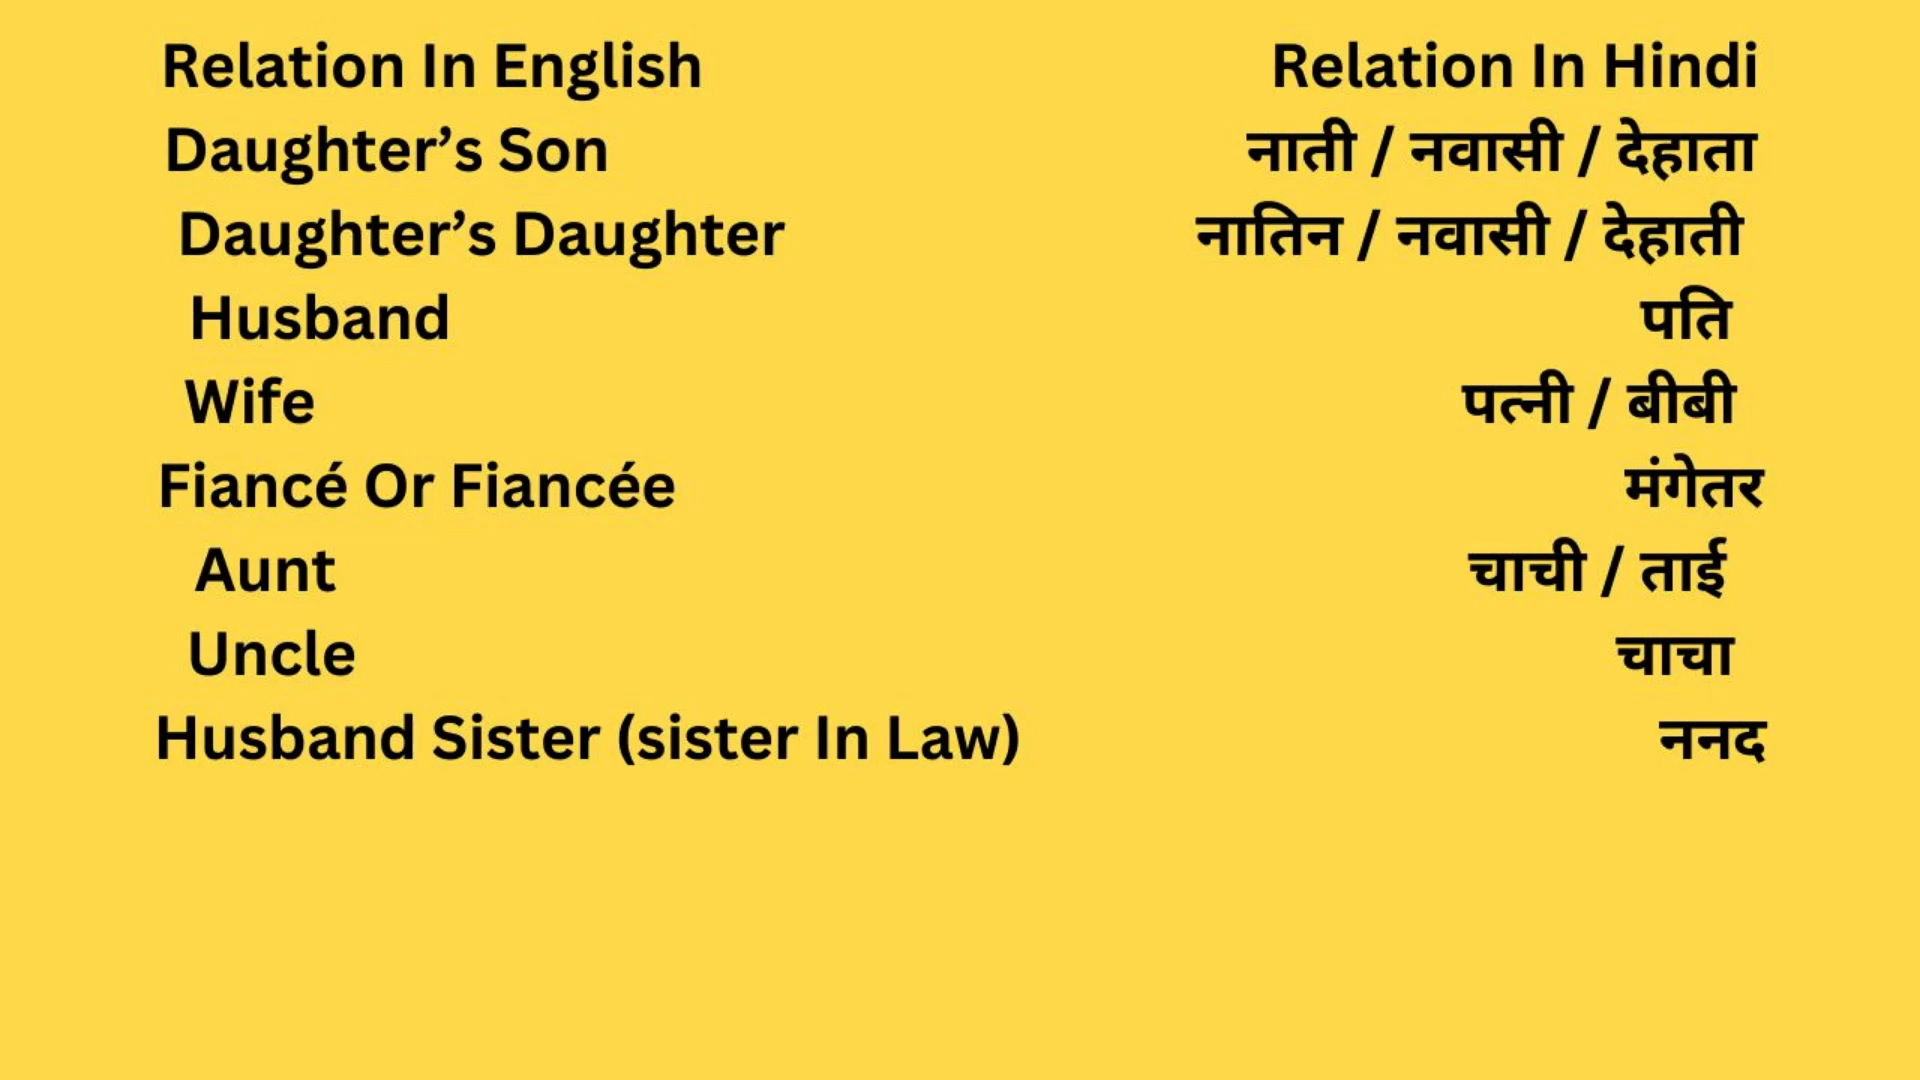 Relation In English Relation In Hindi
Daughter’s Son नाती / नवासी / देहाता
Daughter’s Daughter नातिन / नवासी / देहाती
Husband पति
Wife पत्नी / बीबी
Fiancé Or Fiancée मंगेतर
Aunt चाची / ताई
Uncle चाचा
Husband Sister (sister In Law) ननद